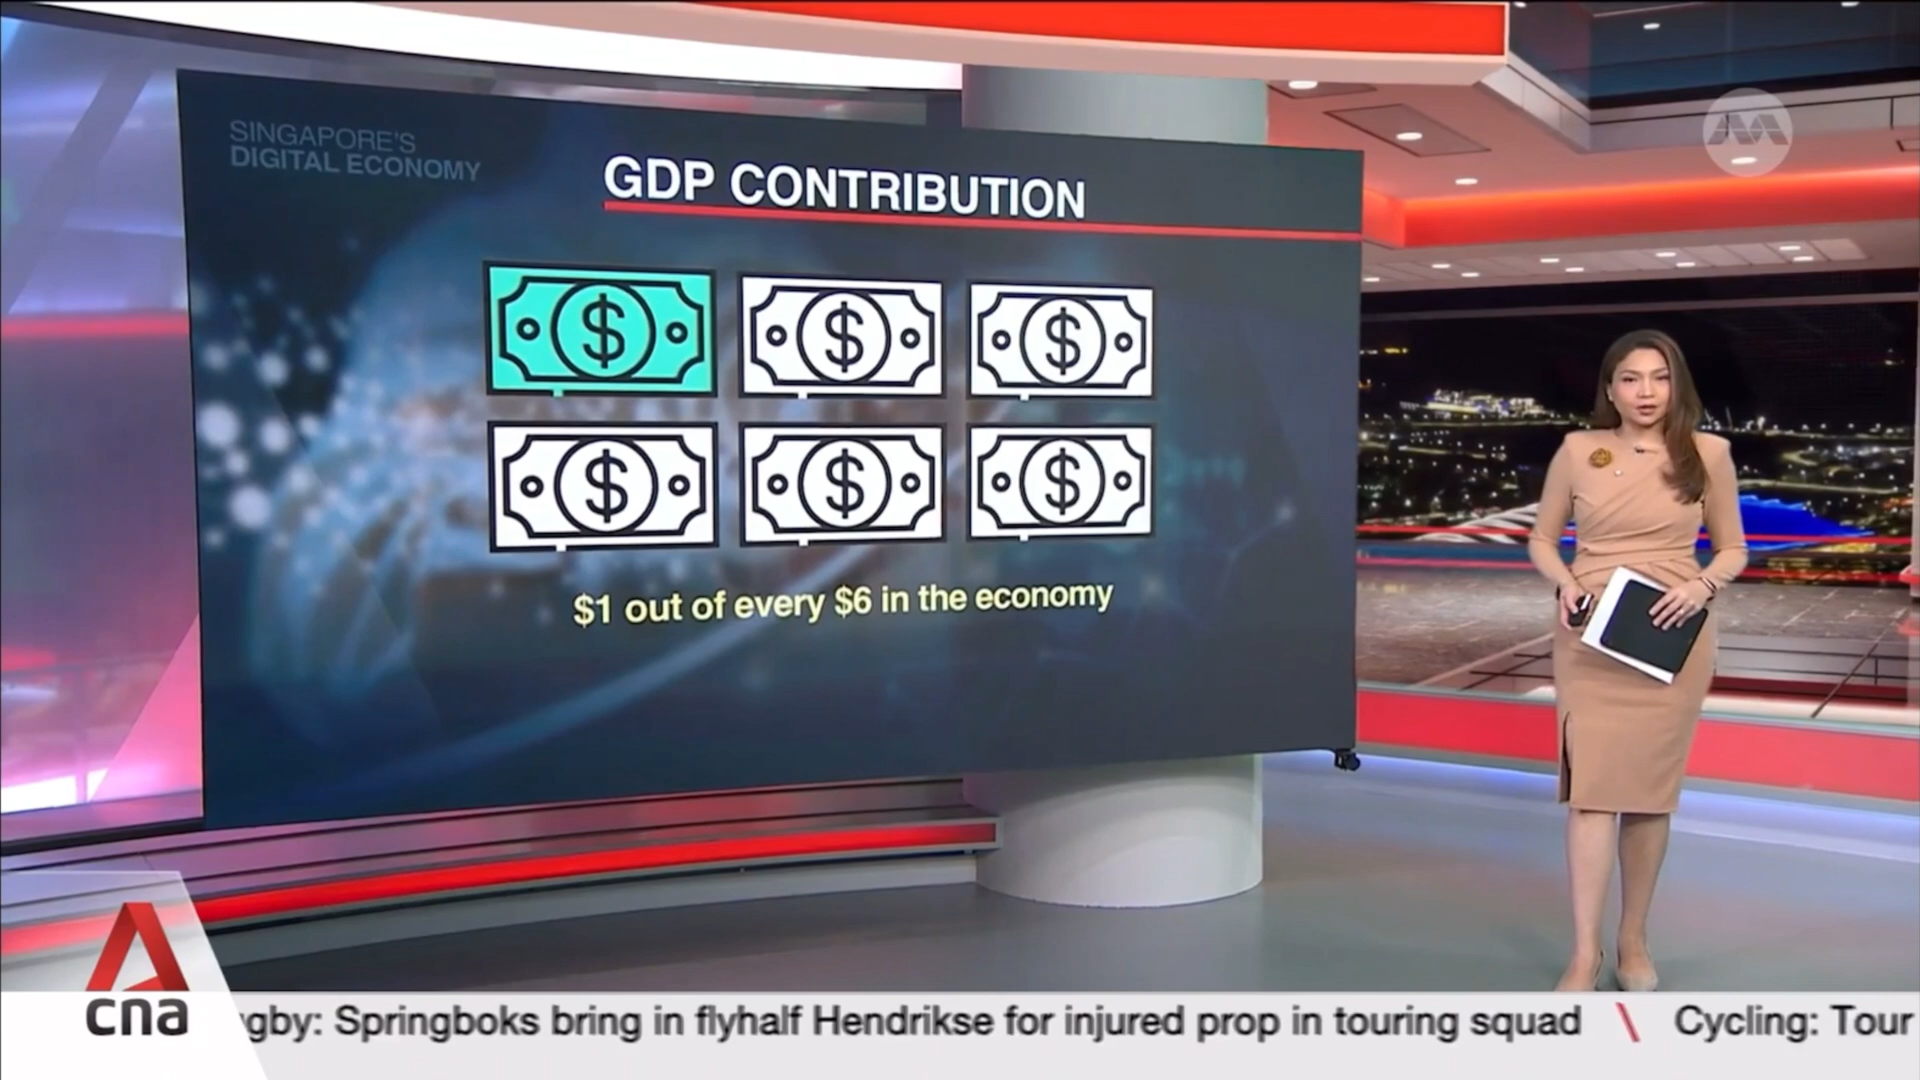 SINGAPORE'S
DIGITAL ECONOMY
GDP CONTRIBUTION
$ $ $
$ $ $
$1 out of every $6 in the economy
cna
gby: Springboks bring in flyhalf Hendrikse for injured prop in touring squad \ Cycling: Tour